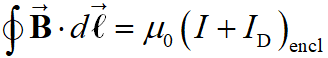 ∮ B⃗ · dℓ⃗ = μ₀ (I + I_D)_encl